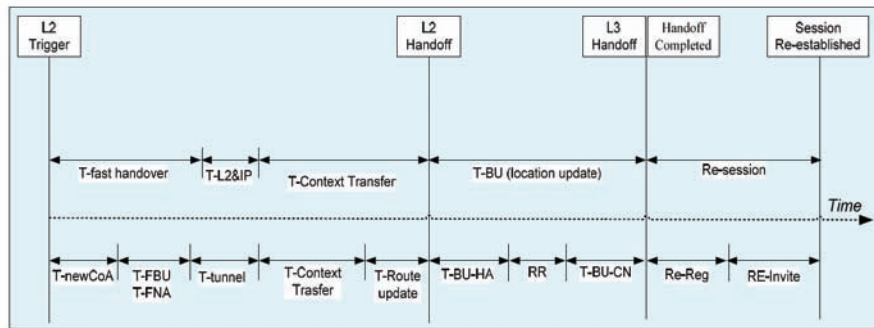 L2
Trigger
L2
Handoff
L3
Handoff
Handoff
Completed
Session
Re-established
T-fast handover
T-L2&IP
T-Context Transfer
T-BU (location update)
Re-session
Time
T-newCoA
T-FBU
T-FNA
T-tunnel
T-Context
Trasfer
T-Route
update
T-BU-HA
RR
T-BU-CN
Re-Reg
RE-Invite